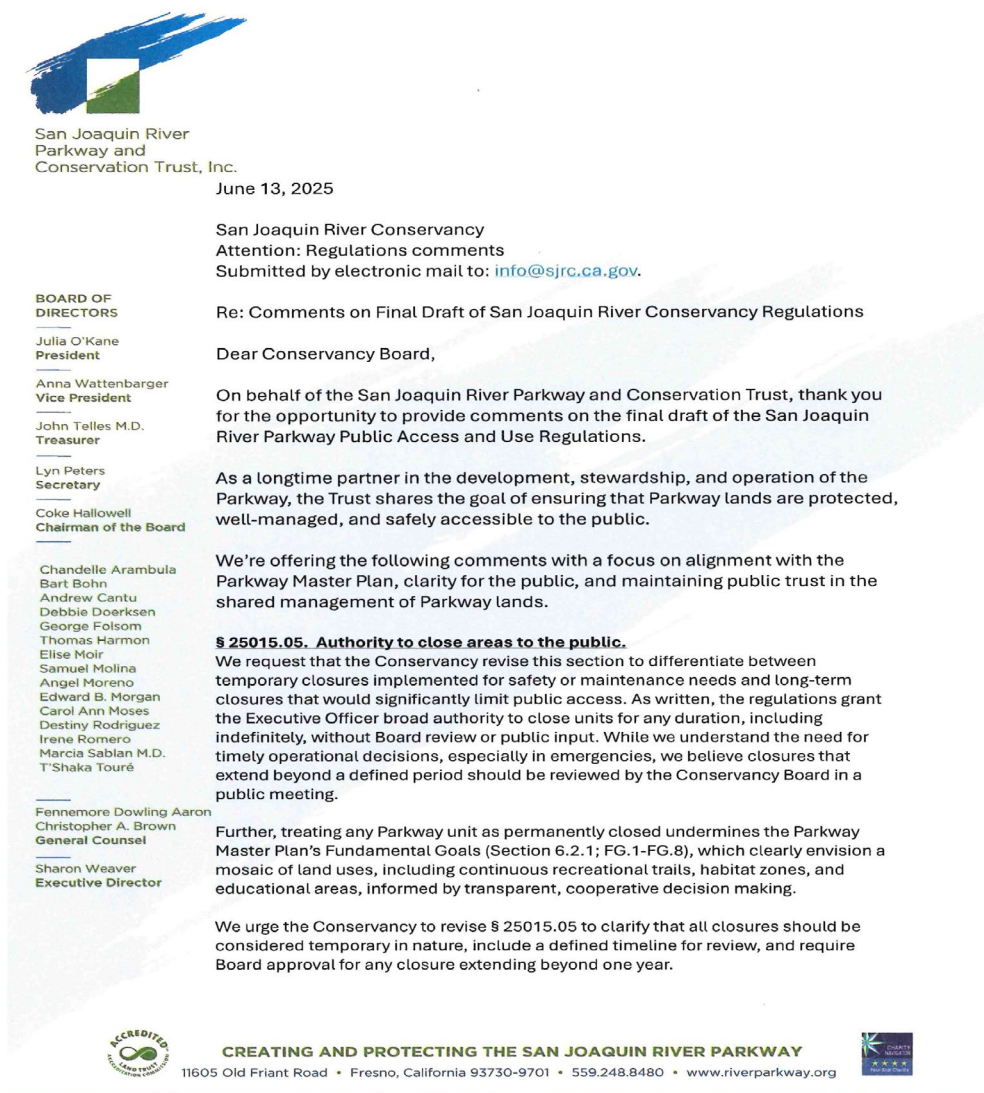 San Joaquin River
Parkway and
Conservation Trust, Inc.
June 13, 2025
San Joaquin River Conservancy
Attention: Regulations comments
Submitted by electronic mail to: info@sjrc.ca.gov.
BOARD OF
DIRECTORS
Julia O'Kane
President
Anna Wattenbarger
Vice President
John Telles M.D.
Treasurer
Lyn Peters
Secretary
Coke Hallowell
Chairman of the Board
Chandelle Arambula
Bart Bohn
Andrew Cantu
Debbie Doerksen
George Folsom
Thomas Harmon
Elise Moir
Samuel Molina
Angel Moreno
Edward B. Morgan
Carol Ann Moses
Destiny Rodriguez
Irene Romero
Marcia Sablan M.D.
T'Shaka Touré
Fennemore Dowling Aaron
Christopher A. Brown
General Counsel
Sharon Weaver
Executive Director
Re: Comments on Final Draft of San Joaquin River Conservancy Regulations
Dear Conservancy Board,
On behalf of the San Joaquin River Parkway and Conservation Trust, thank you
for the opportunity to provide comments on the final draft of the San Joaquin
River Parkway Public Access and Use Regulations.
As a longtime partner in the development, stewardship, and operation of the
Parkway, the Trust shares the goal of ensuring that Parkway lands are protected,
well-managed, and safely accessible to the public.
We're offering the following comments with a focus on alignment with the
Parkway Master Plan, clarity for the public, and maintaining public trust in the
shared management of Parkway lands.
§ 25015.05. Authority to close areas to the public.
We request that the Conservancy revise this section to differentiate between
temporary closures implemented for safety or maintenance needs and long-term
closures that would significantly limit public access. As written, the regulations grant
the Executive Officer broad authority to close units for any duration, including
indefinitely, without Board review or public input. While we understand the need for
timely operational decisions, especially in emergencies, we believe closures that
extend beyond a defined period should be reviewed by the Conservancy Board in a
public meeting.
Further, treating any Parkway unit as permanently closed undermines the Parkway
Master Plan's Fundamental Goals (Section 6.2.1; FG.1-FG.8), which clearly envision a
mosaic of land uses, including continuous recreational trails, habitat zones, and
educational areas, informed by transparent, cooperative decision making.
We urge the Conservancy to revise § 25015.05 to clarify that all closures should be
considered temporary in nature, include a defined timeline for review, and require
Board approval for any closure extending beyond one year.
ACCREDITED
LAND TRUST
ACCREDITATION COMMISSION
CREATING AND PROTECTING THE SAN JOAQUIN RIVER PARKWAY
11605 Old Friant Road • Fresno, California 93730-9701 • 559.248.8480 • www.riverparkway.org
CHARITY
NAVIGATOR
Four Star Charity